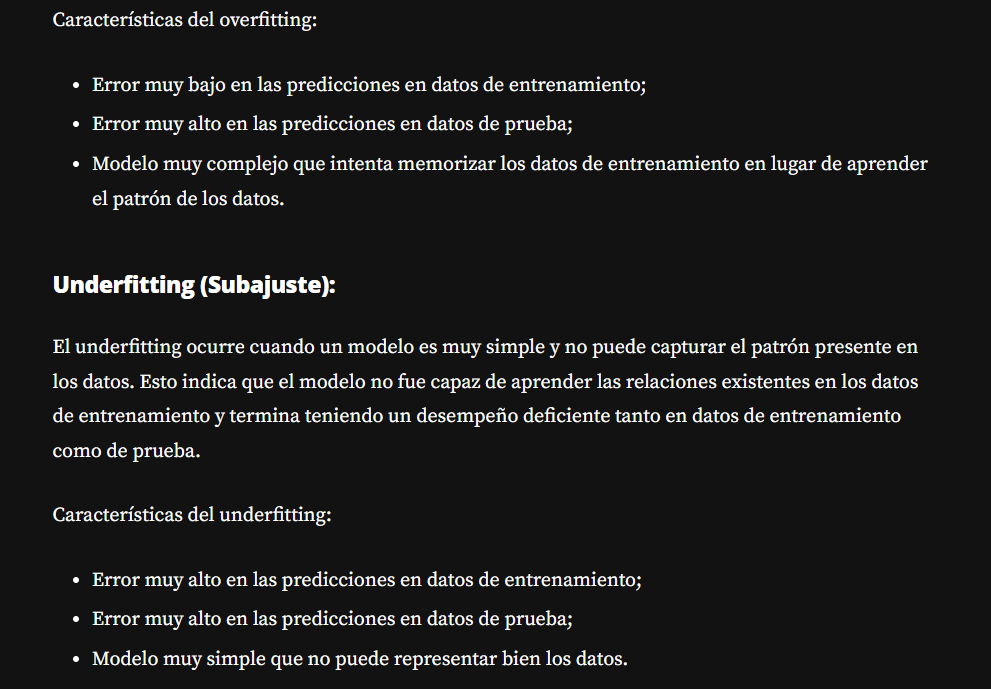 Características del overfitting:
• Error muy bajo en las predicciones en datos de entrenamiento;
• Error muy alto en las predicciones en datos de prueba;
• Modelo muy complejo que intenta memorizar los datos de entrenamiento en lugar de aprender
el patrón de los datos.
Underfitting (Subajuste):
El underfitting ocurre cuando un modelo es muy simple y no puede capturar el patrón presente en
los datos. Esto indica que el modelo no fue capaz de aprender las relaciones existentes en los datos
de entrenamiento y termina teniendo un desempeño deficiente tanto en datos de entrenamiento
como de prueba.
Características del underfitting:
• Error muy alto en las predicciones en datos de entrenamiento;
• Error muy alto en las predicciones en datos de prueba;
• Modelo muy simple que no puede representar bien los datos.